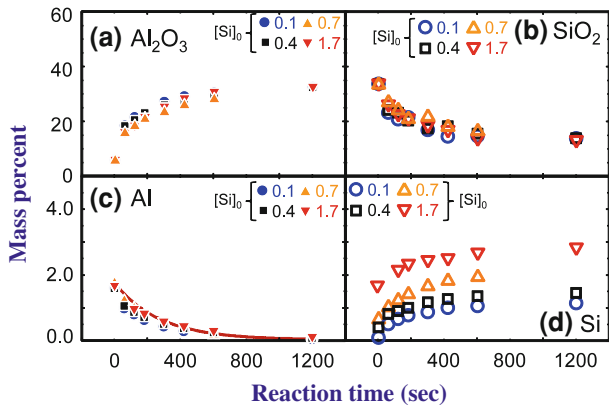 (a) Al₂O₃ [Si]₀ 0.1 0.7
0.4 1.7
[Si]₀ 0.1 0.7 (b)
0.4 1.7 SiO₂
60
40
20
0
(c) Al [Si]₀ 0.1 0.7
0.4 1.7
0.1 0.7 [Si]₀
0.4 1.7
(d) Si
4.0
2.0
0.0
0 400 800 1200 0 400 800 1200
Mass percent
Reaction time (sec)